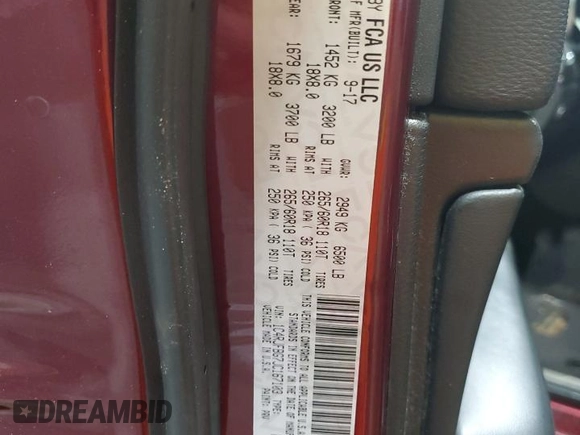 BY FCA US LLC
F MFR(BUILT): 9-17
GVWR: 2949 KG 6500 LB
FRONT: 1452 KG 3200 LB WITH 265/60R18 110T TIRES
18X8.0 RIMS AT 250 KPA ( 36 PSI) COLD
REAR: 1679 KG 3700 LB WITH 265/60R18 110T TIRES
18X8.0 RIMS AT 250 KPA ( 36 PSI) COLD
THIS VEHICLE CONFORMS TO ALL APPLICABLE U.S.A.
STANDARDS IN EFFECT ON THE DATE OF MANUF
TYPE:
VEHICLE MADE IN U.S.A.
PAINT:
DREAMBID